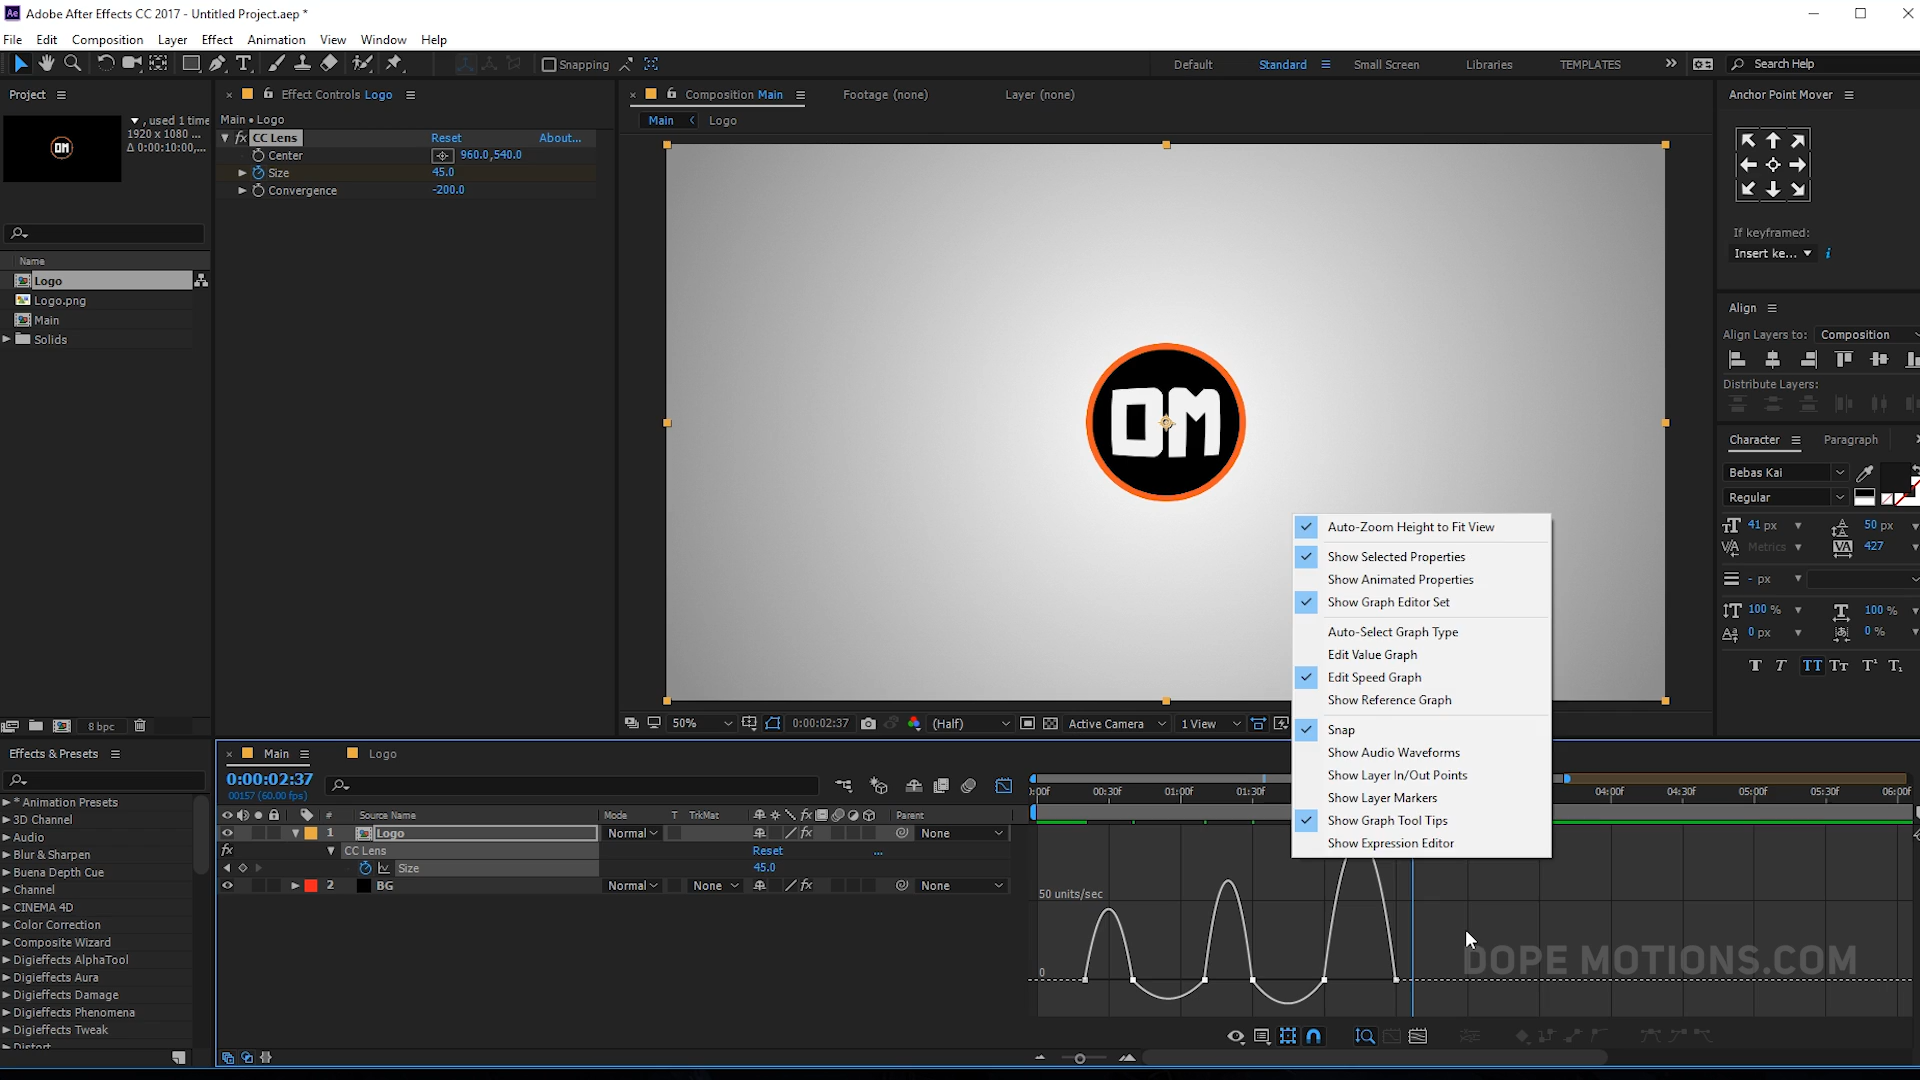 Ae Adobe After Effects CC 2017 - Untitled Project.aep *
File Edit Composition Layer Effect Animation View Window Help
Snapping Default Standard Small Screen Libraries TEMPLATES Search Help
Project
, used 1 time
1920 x 1080 ...
Δ 0:00:10:00,...
OM
Name
Logo
Logo.png
Main
Solids
8 bpc
Effect Controls Logo
Main • Logo
fx CC Lens Reset About...
Center 960.0,540.0
Size 45.0
Convergence -200.0
Composition Main Footage (none) Layer (none)
Main Logo
OM
50% 0:00:02:37 (Half) Active Camera 1 View
Auto-Zoom Height to Fit View
Show Selected Properties
Show Animated Properties
Show Graph Editor Set
Auto-Select Graph Type
Edit Value Graph
Edit Speed Graph
Show Reference Graph
Snap
Show Audio Waveforms
Show Layer In/Out Points
Show Layer Markers
Show Graph Tool Tips
Show Expression Editor
Anchor Point Mover
If keyframed:
Insert ke...
Align
Align Layers to: Composition
Distribute Layers:
Character Paragraph
Bebas Kai
Regular
41 px 50 px
Metrics 427
- px
100 % 100 %
0 px 0 %
Effects & Presets
* Animation Presets
3D Channel
Audio
Blur & Sharpen
Buena Depth Cue
Channel
CINEMA 4D
Color Correction
Composite Wizard
Digieffects AlphaTool
Digieffects Aura
Digieffects Damage
Digieffects Phenomena
Digieffects Tweak
Distort
Main Logo
0:00:02:37
00157 (60.00 fps)
# Source Name Mode T TrkMat Parent
1 Logo Normal None
CC Lens Reset ...
Size 45.0
2 BG Normal None None
:00f 00:30f 01:00f 01:30f 04:00f 04:30f 05:00f 05:30f 06:00f
50 units/sec
0
DOPE MOTIONS.COM